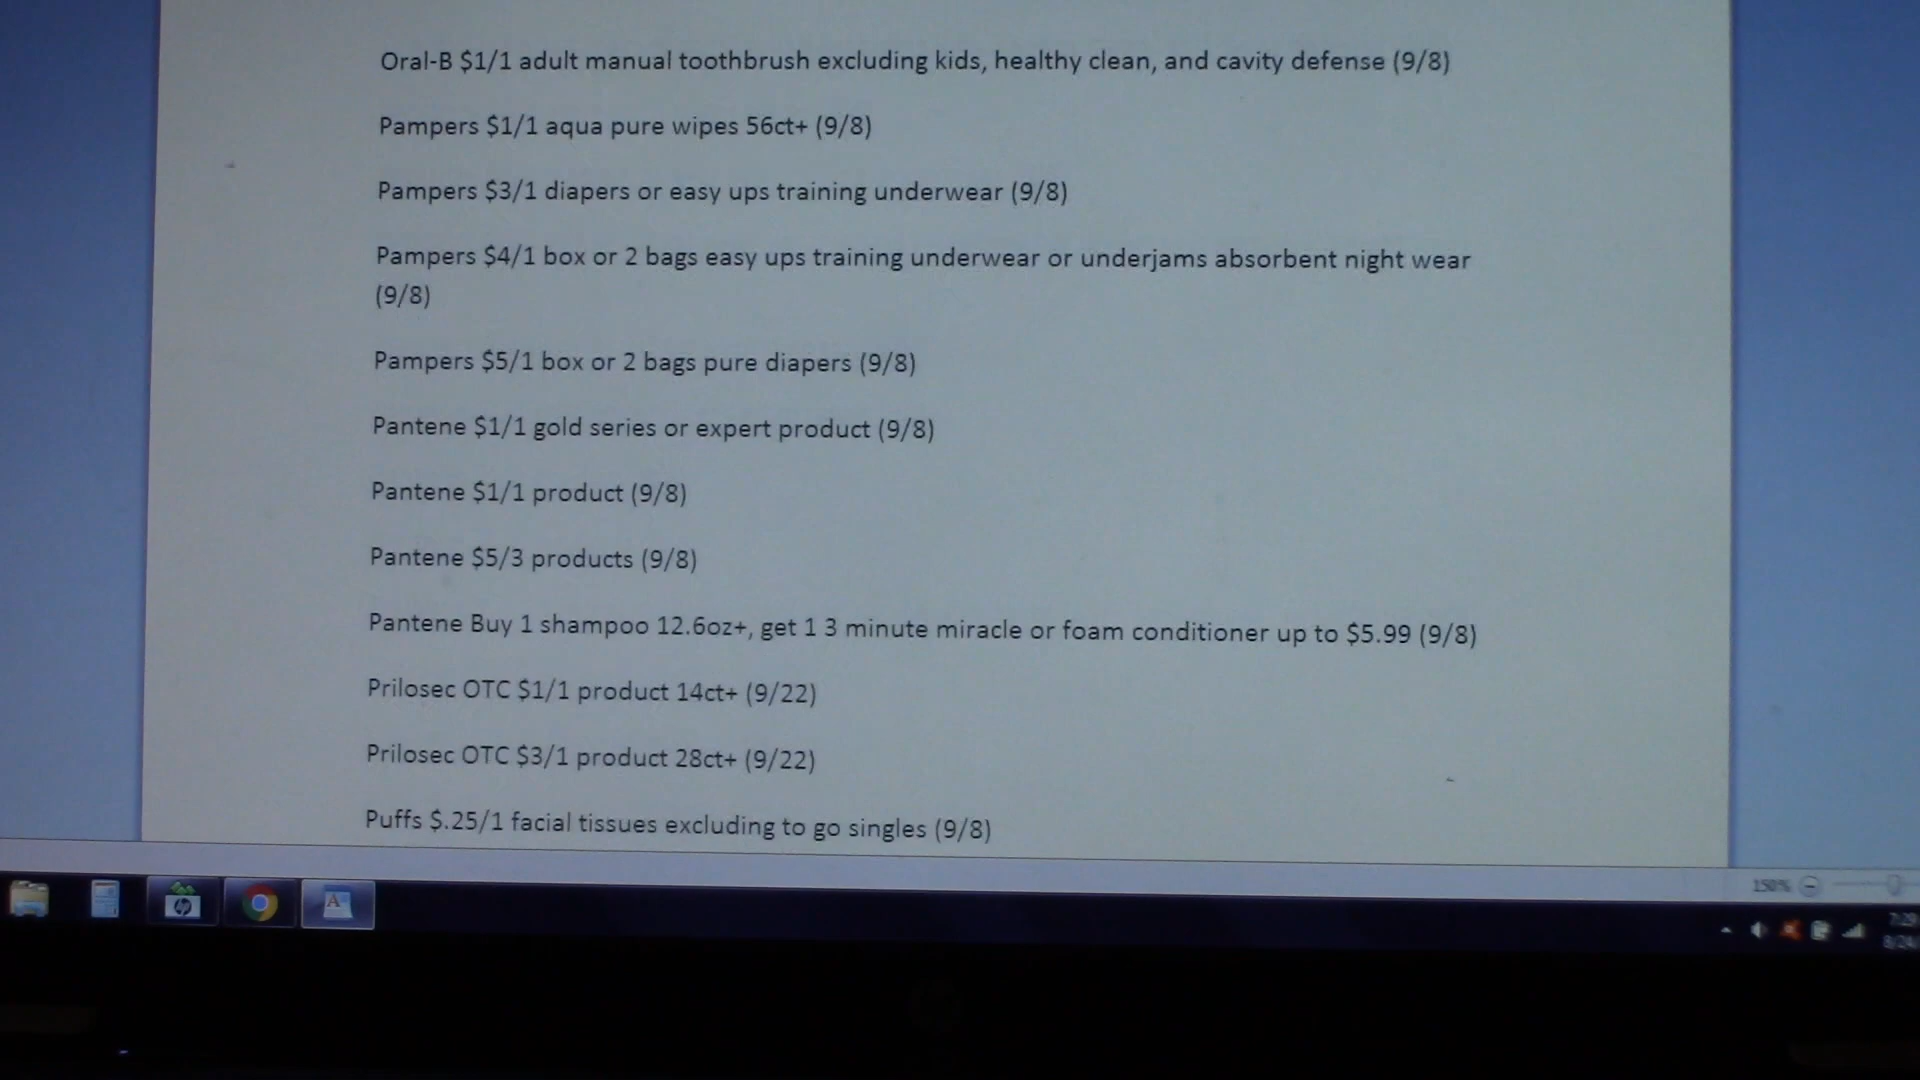 Oral-B $1/1 adult manual toothbrush excluding kids, healthy clean, and cavity defense (9/8)
Pampers $1/1 aqua pure wipes 56ct+ (9/8)
Pampers $3/1 diapers or easy ups training underwear (9/8)
Pampers $4/1 box or 2 bags easy ups training underwear or underjams absorbent night wear
(9/8)
Pampers $5/1 box or 2 bags pure diapers (9/8)
Pantene $1/1 gold series or expert product (9/8)
Pantene $1/1 product (9/8)
Pantene $5/3 products (9/8)
Pantene Buy 1 shampoo 12.6oz+, get 1 3 minute miracle or foam conditioner up to $5.99 (9/8)
Prilosec OTC $1/1 product 14ct+ (9/22)
Prilosec OTC $3/1 product 28ct+ (9/22)
Puffs $.25/1 facial tissues excluding to go singles (9/8)
150%
hp
A
7:29
8/24